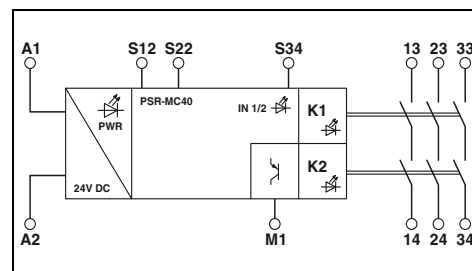 A1 S12 S22 S34 13 23 33
PSR-MC40
IN 1/2 K1
PWR
K2
24V DC
A2 M1 14 24 34